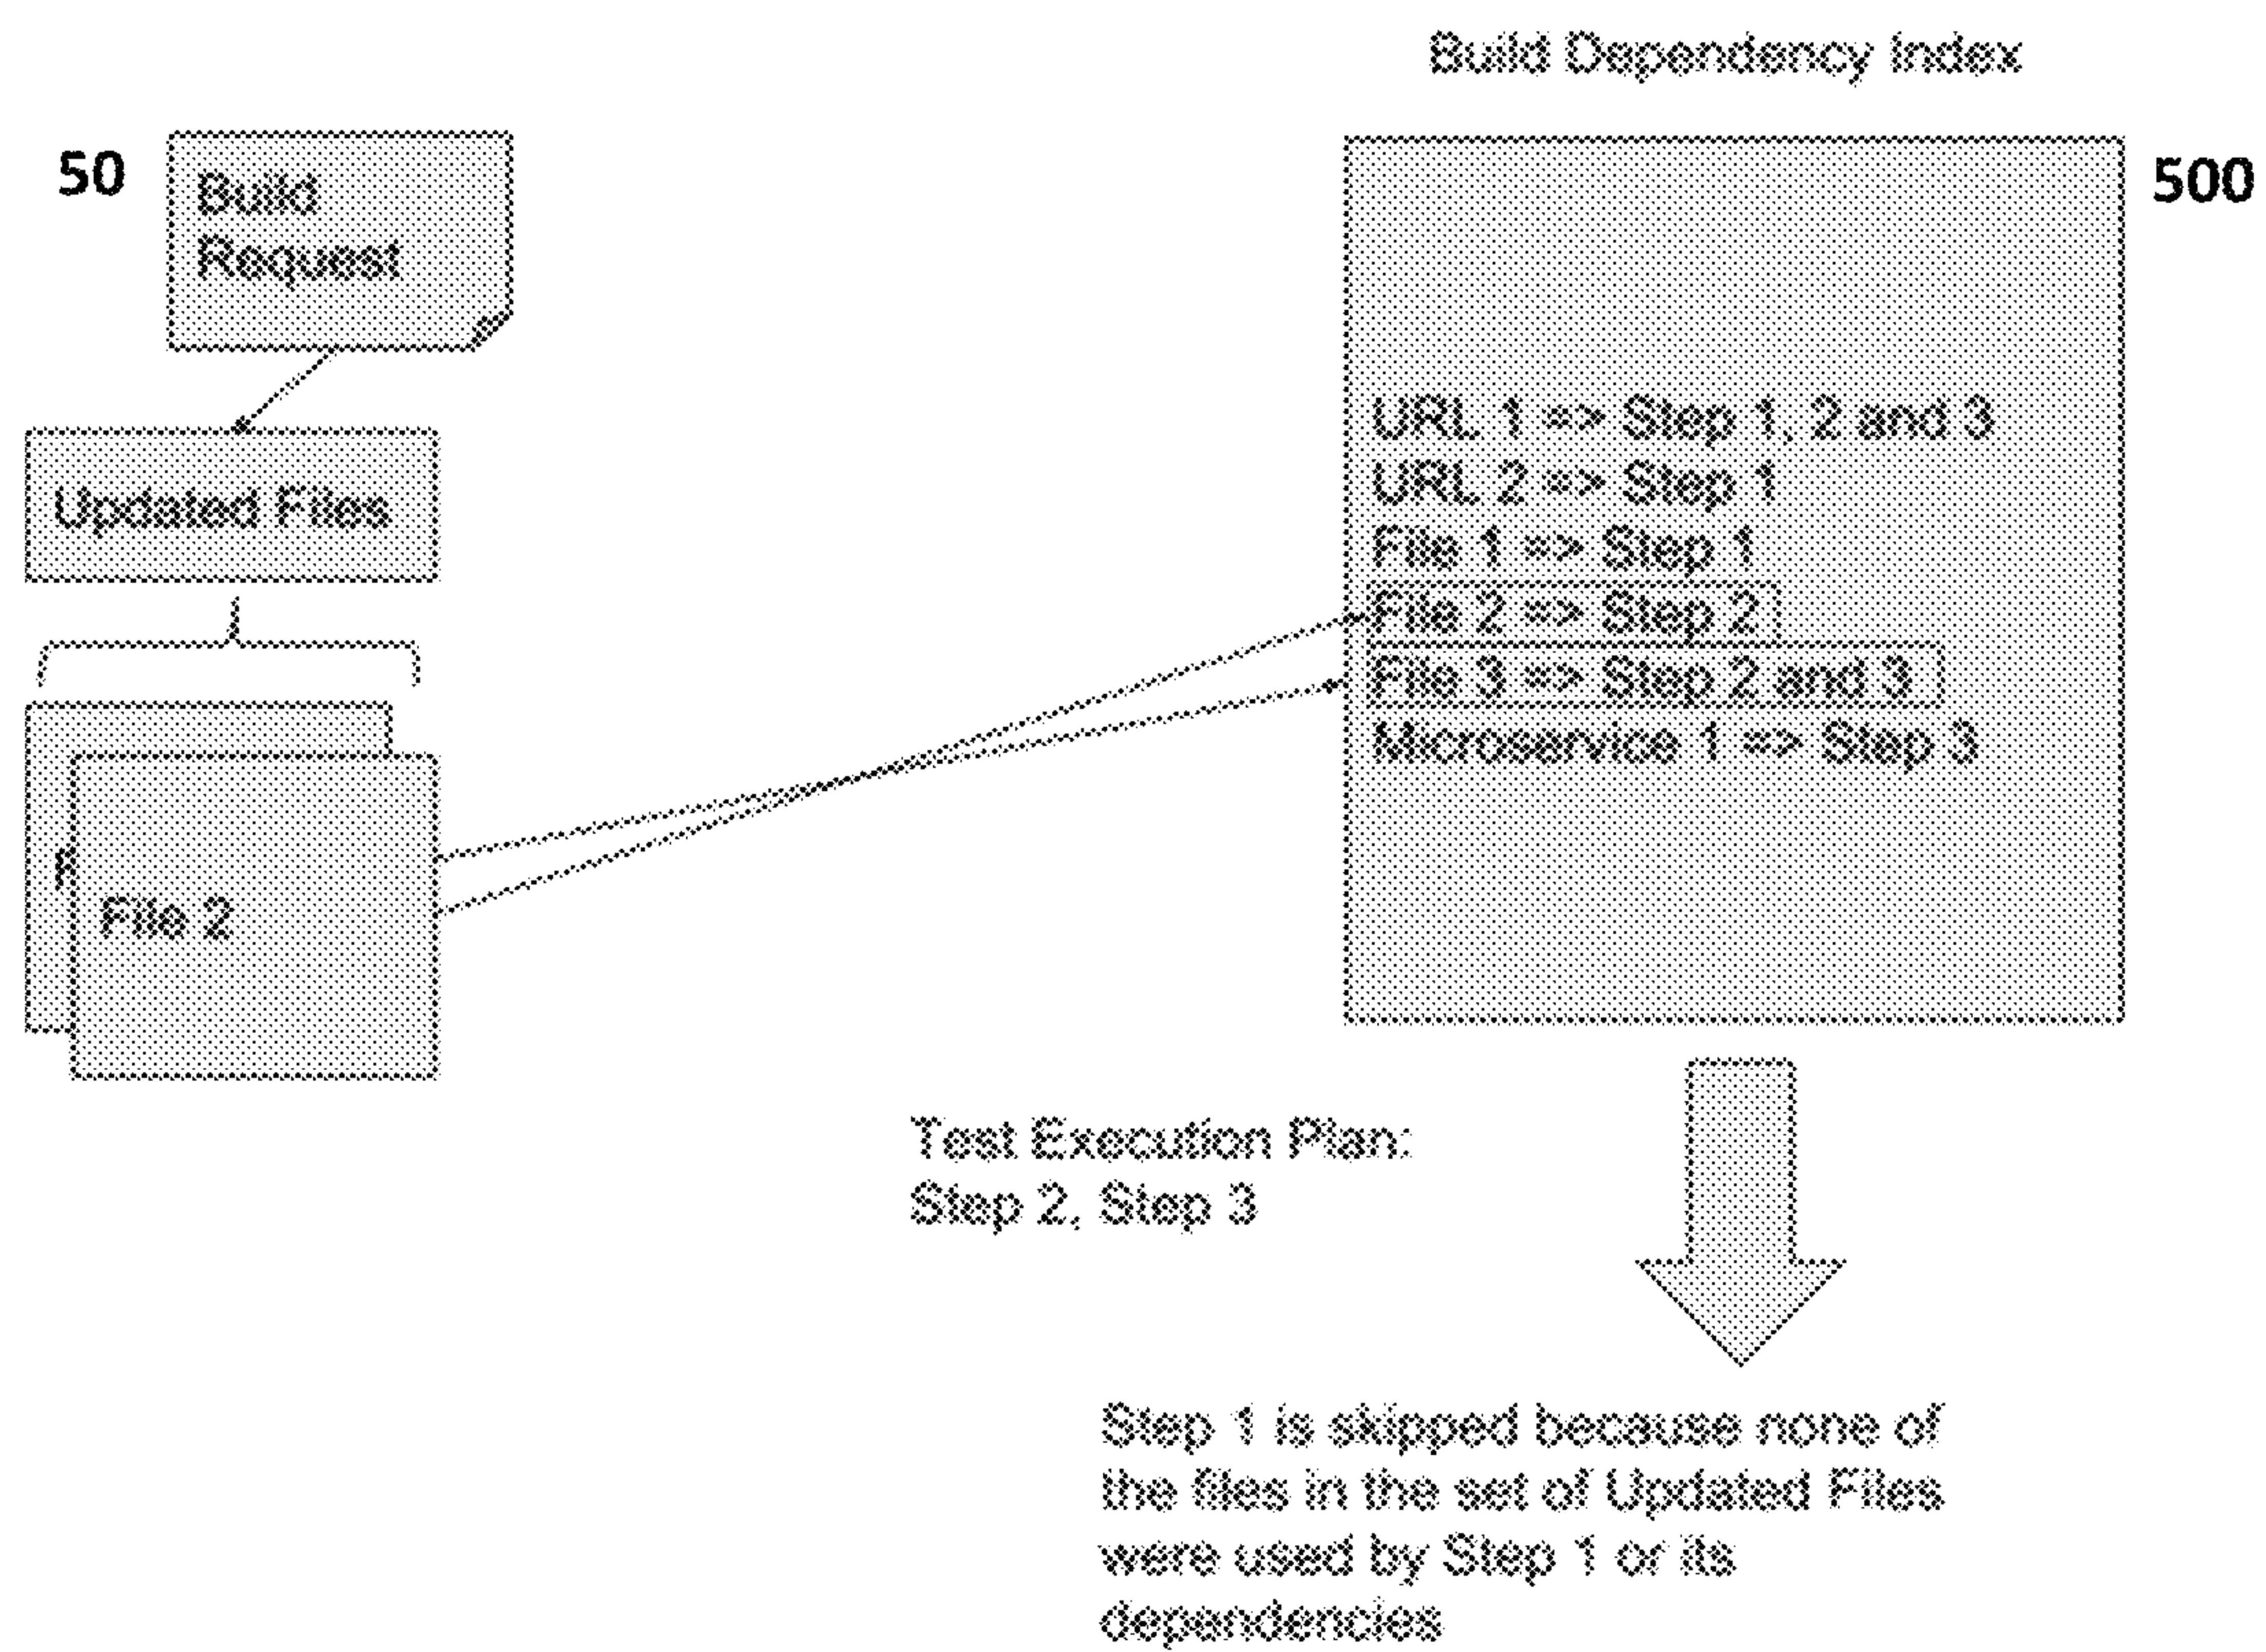 Build Dependency Index
50
Build
Request
500
Updated Files
URL 1 => Step 1, 2 and 3
URL 2 => Step 1
File 1 => Step 1
File 2 => Step 2
File 3 => Step 2 and 3
Microservice 1 => Step 3
File 2
Test Execution Plan:
Step 2, Step 3
Step 1 is skipped because none of
the files in the set of Updated Files
were used by Step 1 or its
dependencies